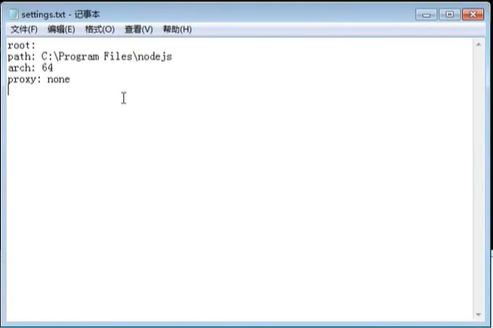 settings.txt - 记事本
文件(F) 编辑(E) 格式(O) 查看(V) 帮助(H)
root:
path: C:\Program Files\nodejs
arch: 64
proxy: none